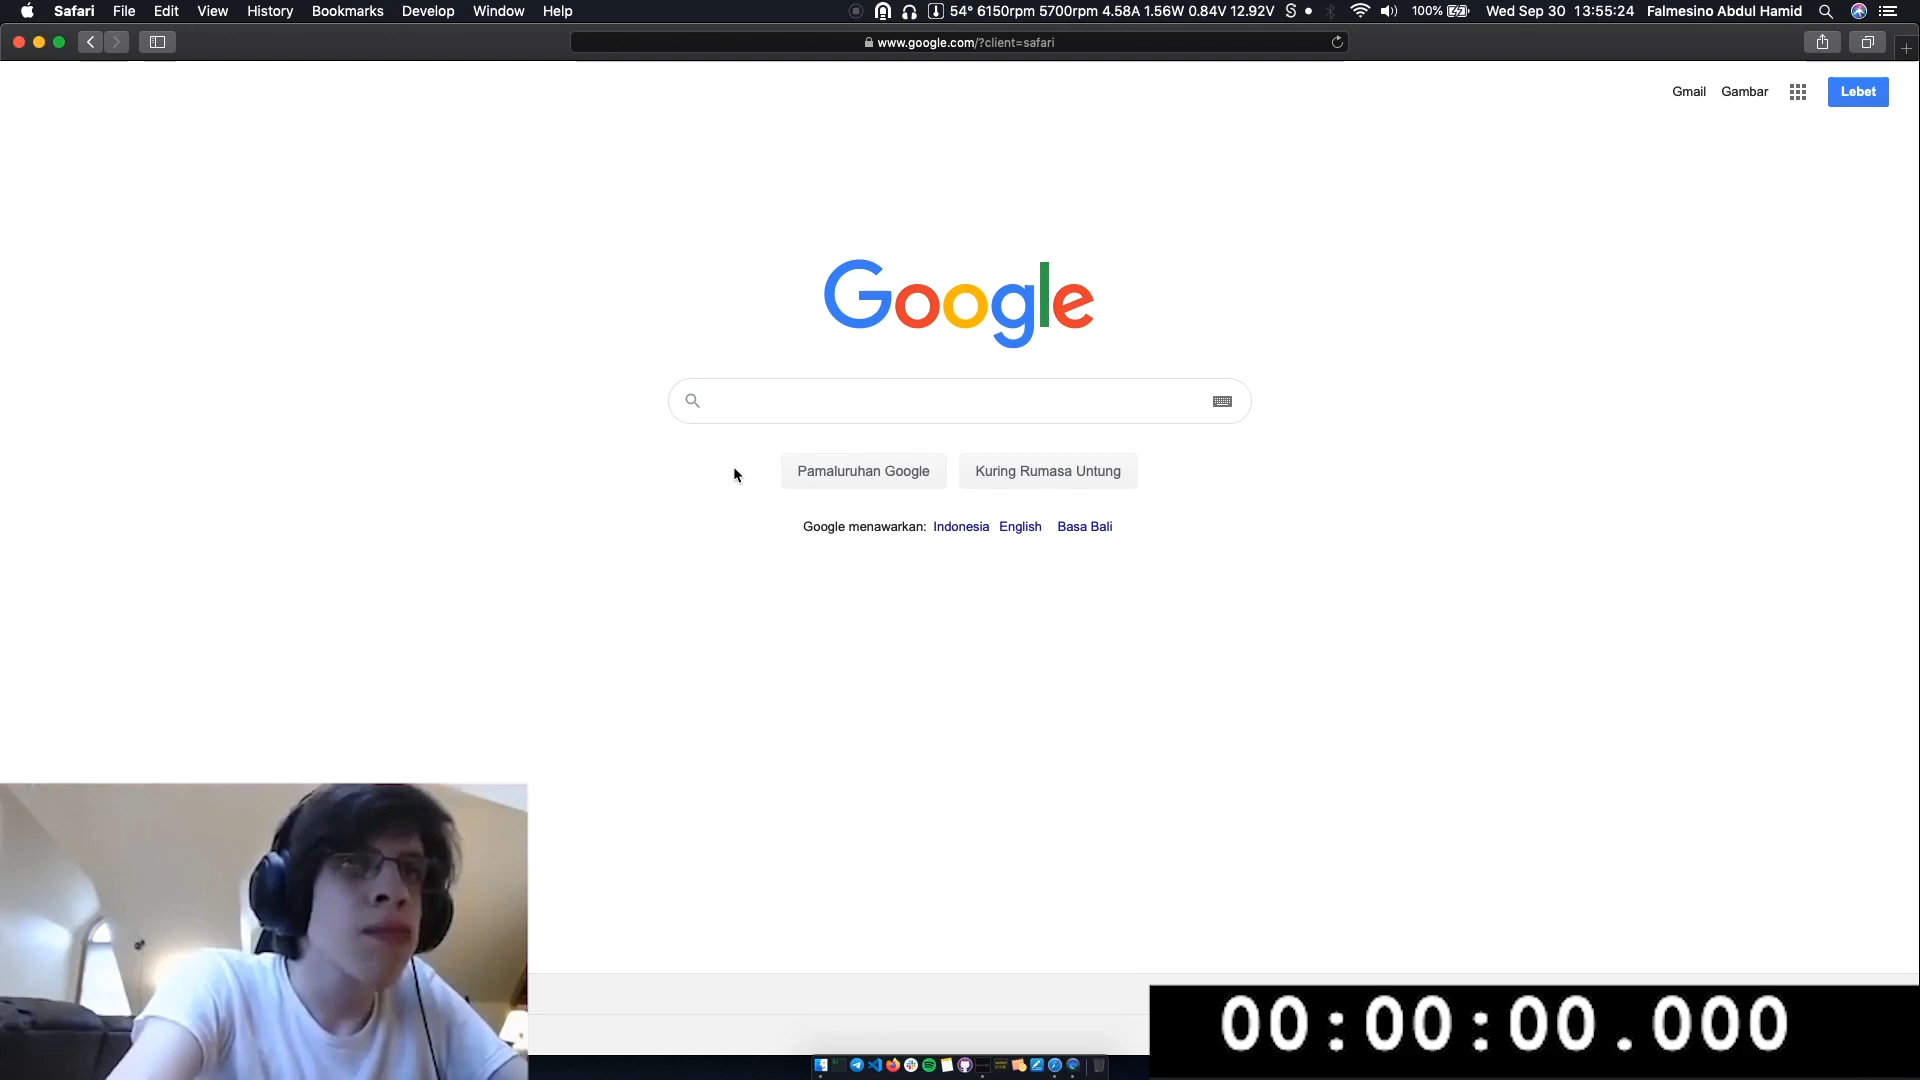 Safari File Edit View History Bookmarks Develop Window Help 54° 6150rpm 5700rpm 4.58A 1.56W 0.84V 12.92V 100% Wed Sep 30 13:55:24 Falmesino Abdul Hamid
www.google.com/?client=safari
Gmail Gambar Lebet
Google
Pamaluruhan Google Kuring Rumasa Untung
Google menawarkan: Indonesia English Basa Bali
00:00:00.000